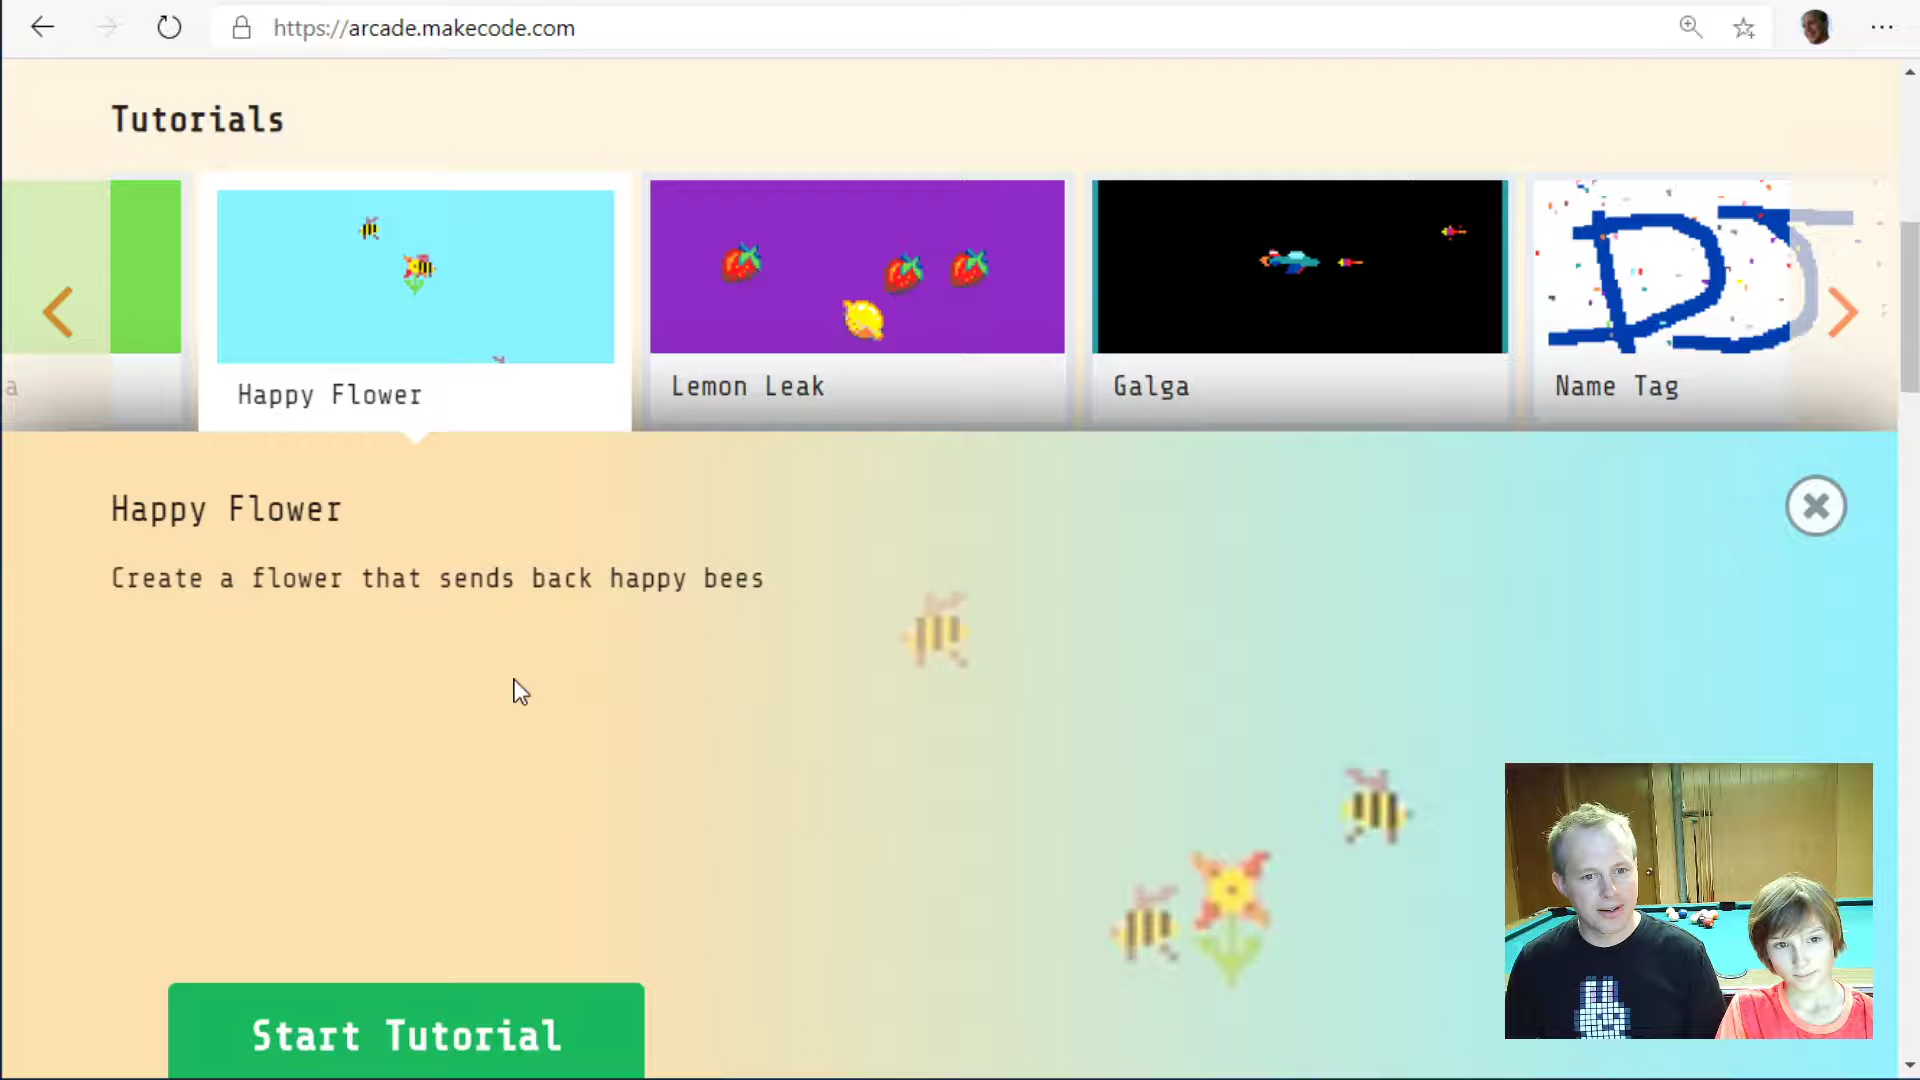 https://arcade.makecode.com
Tutorials
a
Happy Flower
Lemon Leak
Galga
Name Tag
Happy Flower
Create a flower that sends back happy bees
Start Tutorial